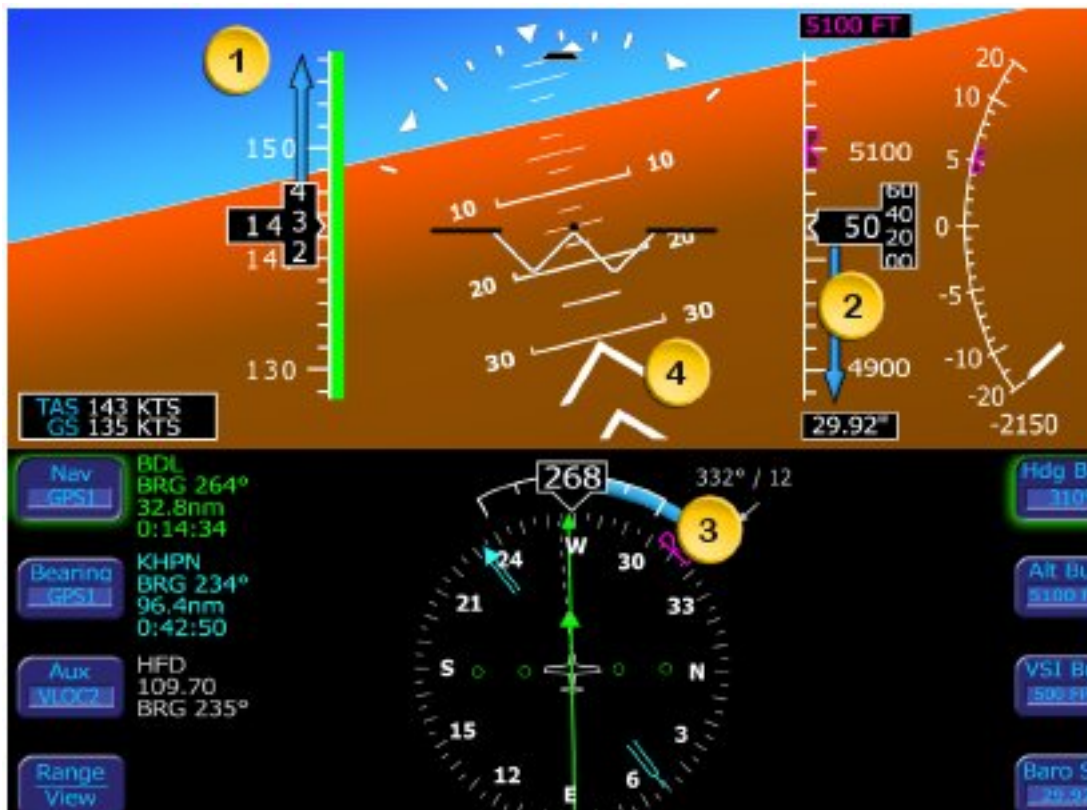 5100 FT
20
10
5
0
-5
-10
-20
-2150
1
150
14
4
3
2
130
10
10
20
20
30
30
5100
50
60
40
20
00
2
4900
29.92"
4
TAS 143 KTS
GS 135 KTS
Nav
GPS1
BDL
BRG 264°
32.8nm
0:14:34
Bearing
GPS1
KHPN
BRG 234°
96.4nm
0:42:50
Aux
VLOC2
HFD
109.70
BRG 235°
Range
View
268
332° / 12
3
24
W
30
21
33
S
N
15
3
12
E
6
Hdg B
310
Alt Bu
5100
VSI B
500
Baro S
29.9